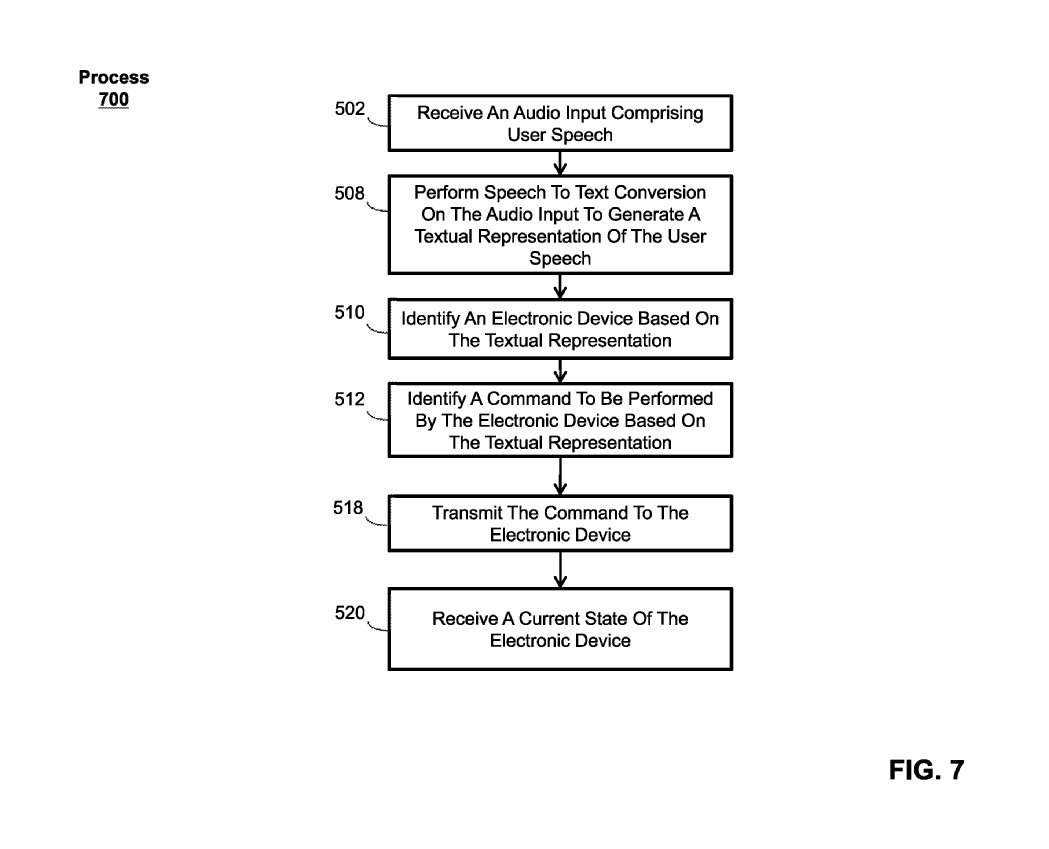 Process
700
502
Receive An Audio Input Comprising
User Speech
508
Perform Speech To Text Conversion
On The Audio Input To Generate A
Textual Representation Of The User
Speech
510
Identify An Electronic Device Based On
The Textual Representation
512
Identify A Command To Be Performed
By The Electronic Device Based On
The Textual Representation
518
Transmit The Command To The
Electronic Device
520
Receive A Current State Of The
Electronic Device
FIG. 7